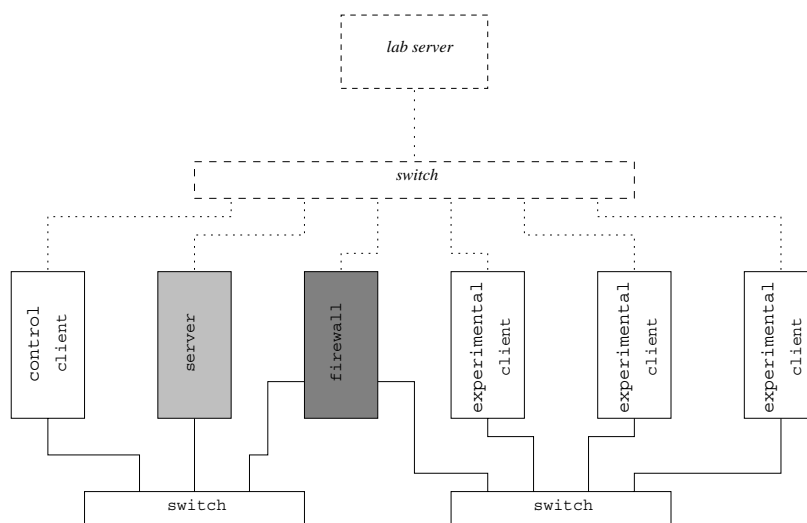 lab server
switch
control
client
server
firewall
experimental
client
experimental
client
experimental
client
switch
switch